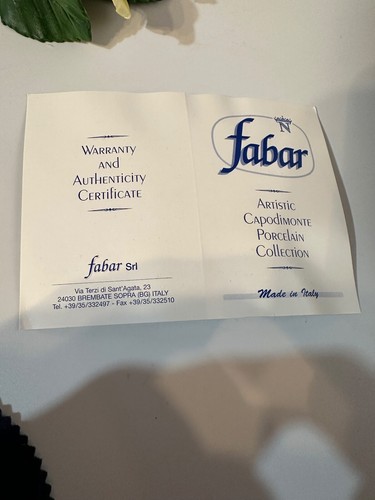 Warranty
and
Authenticity
Certificate
fabar Srl
Via Terzi di Sant'Agata, 23
24030 BREMBATE SOPRA (BG) ITALY
Tel. +39/35/332497 - Fax +39/35/332510
N
fabar
Artistic
Capodimonte
Porcelain
Collection
Made in Italy